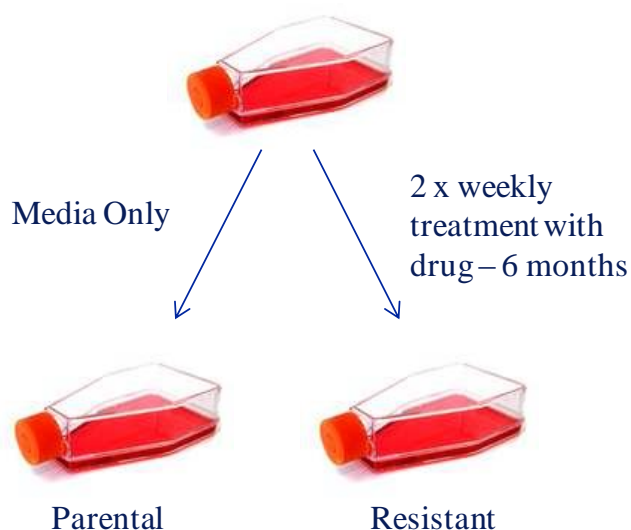 Media Only
2 x weekly
treatment with
drug – 6 months
Parental
Resistant